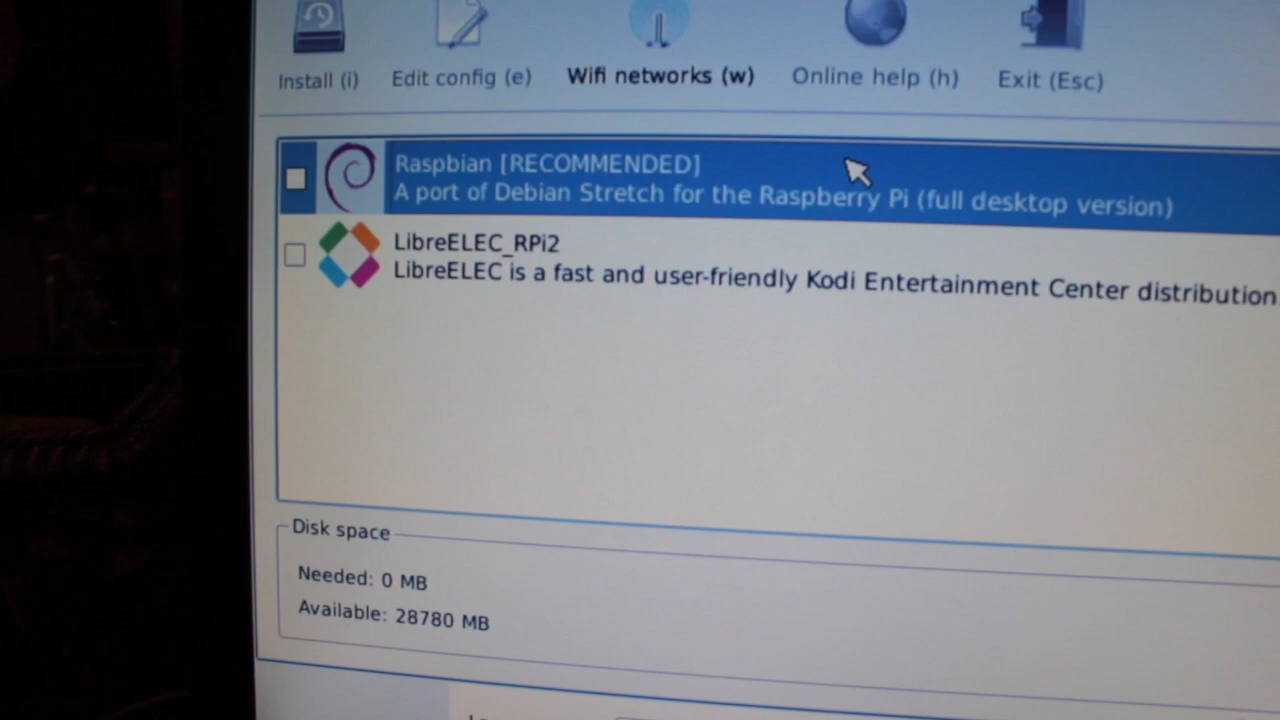 Install (i) Edit config (e) Wifi networks (w) Online help (h) Exit (Esc)
Raspbian [RECOMMENDED]
A port of Debian Stretch for the Raspberry Pi (full desktop version)
LibreELEC_RPi2
LibreELEC is a fast and user-friendly Kodi Entertainment Center distribution
Disk space
Needed: 0 MB
Available: 28780 MB